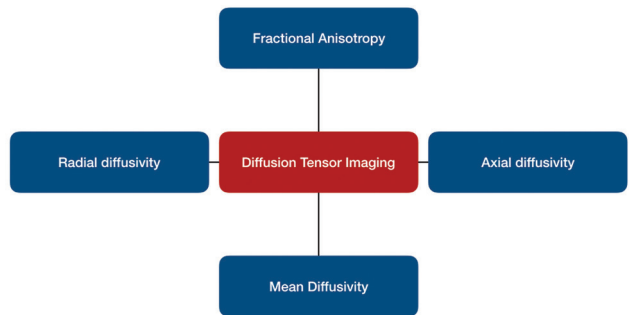 Fractional Anisotropy
Radial diffusivity
Diffusion Tensor Imaging
Axial diffusivity
Mean Diffusivity